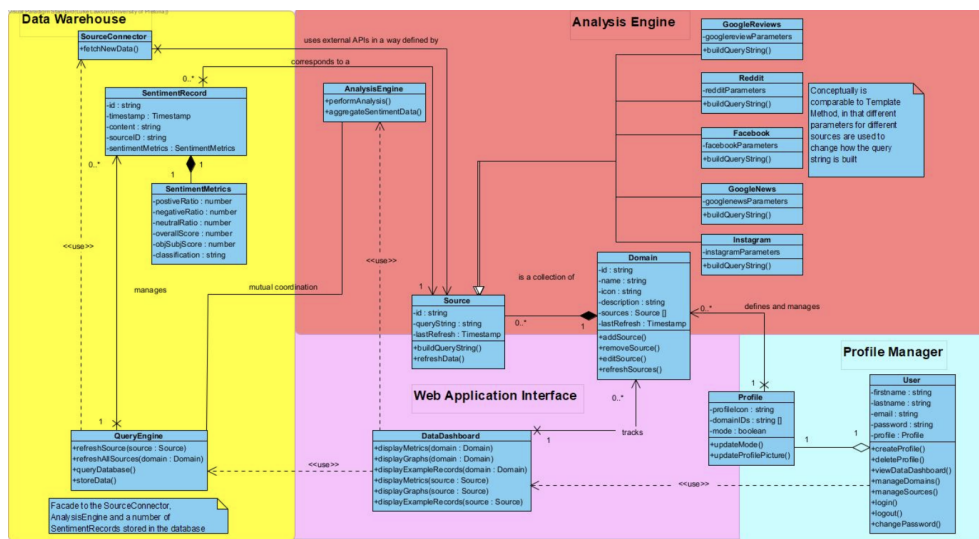 Data Warehouse
SourceConnector
+fetchNewData()
uses external APIs in a way defined by
corresponds to a
0..*
SentimentRecord
-id : string
-timestamp : Timestamp
-content : string
-sourceID : string
-sentimentMetrics : SentimentMetrics
0..*
1
1
SentimentMetrics
-postiveRatio : number
-negativeRatio : number
-neutralRatio : number
-overallScore : number
-objSubjScore : number
-classification : string
<<use>>
manages
mutual coordination
1
1
QueryEngine
+refreshSource(source : Source)
+refreshAllSources(domain : Domain)
+queryDatabase()
+storeData()
Facade to the SourceConnector,
AnalysisEngine and a number of
SentimentRecords stored in the database
Analysis Engine
AnalysisEngine
+performAnalysis()
+aggregateSentimentData()
<<use>>
GoogleReviews
-googlereviewParameters
+buildQueryString()
Reddit
-redditParameters
+buildQueryString()
Facebook
-facebookParameters
+buildQueryString()
GoogleNews
-googlenewsParameters
+buildQueryString()
Instagram
-instagramParameters
+buildQueryString()
Conceptually is
comparable to Template
Method, in that different
parameters for different
sources are used to
change how the query
string is built
1
1
Source
-id : string
-queryString : string
-lastRefresh : Timestamp
+buildQueryString()
+refreshData()
is a collection of
0..*
1
Domain
-id : string
-name : string
-icon : string
-description : string
-sources : Source []
-lastRefresh : Timestamp
+addSource()
+removeSource()
+editSource()
+refreshSources()
0..*
defines and manages
Web Application Interface
0..*
tracks
1
DataDashboard
+displayMetrics(domain : Domain)
+displayGraphs(domain : Domain)
+displayExampleRecords(domain : Domain)
+displayMetrics(source : Source)
+displayGraphs(source : Source)
+displayExampleRecords(source : Source)
<<use>>
<<use>>
Profile Manager
1
Profile
-profileIcon : string
-domainIDs : string []
-mode : boolean
+updateMode()
+updateProfilePicture()
1
1
User
-firstname : string
-lastname : string
-email : string
-password : string
-profile : Profile
+createProfile()
+deleteProfile()
+viewDataDashboard()
+manageDomains()
+manageSources()
+login()
+logout()
+changePassword()